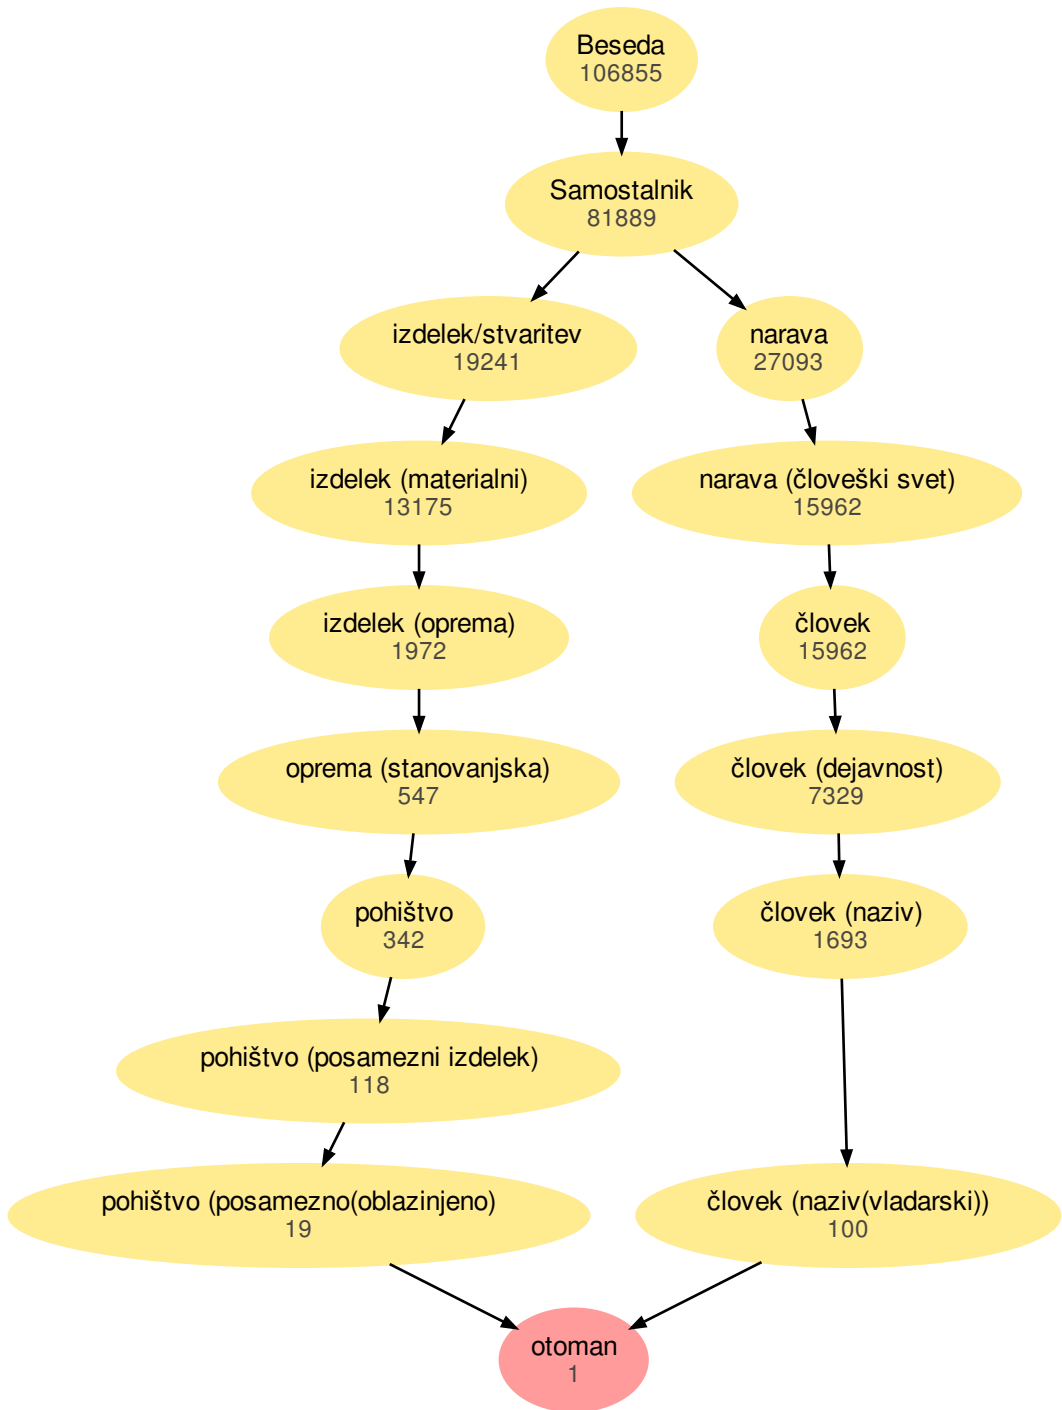 Beseda
106855
Samostalnik
81889
izdelek/stvaritev
19241
narava
27093
izdelek (materialni)
13175
narava (človeški svet)
15962
izdelek (oprema)
1972
človek
15962
oprema (stanovanjska)
547
človek (dejavnost)
7329
pohištvo
342
človek (naziv)
1693
pohištvo (posamezni izdelek)
118
pohištvo (posamezno(oblazinjeno)
19
človek (naziv(vladarski))
100
otoman
1